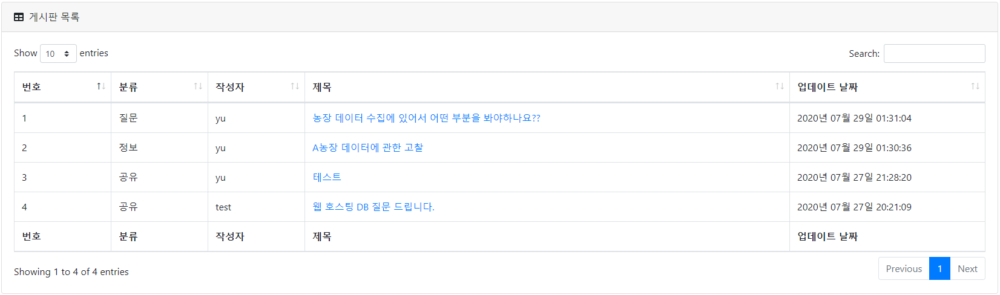 게시판 목록
Show 10 entries
Search:
번호 분류 작성자 제목 업데이트 날짜
1 질문 yu 농장 데이터 수집에 있어서 어떤 부분을 봐야하나요?? 2020년 07월 29일 01:31:04
2 정보 yu A농장 데이터에 관한 고찰 2020년 07월 29일 01:30:36
3 공유 yu 테스트 2020년 07월 27일 21:28:20
4 공유 test 웹 호스팅 DB 질문 드립니다. 2020년 07월 27일 20:21:09
번호 분류 작성자 제목 업데이트 날짜
Showing 1 to 4 of 4 entries
Previous 1 Next